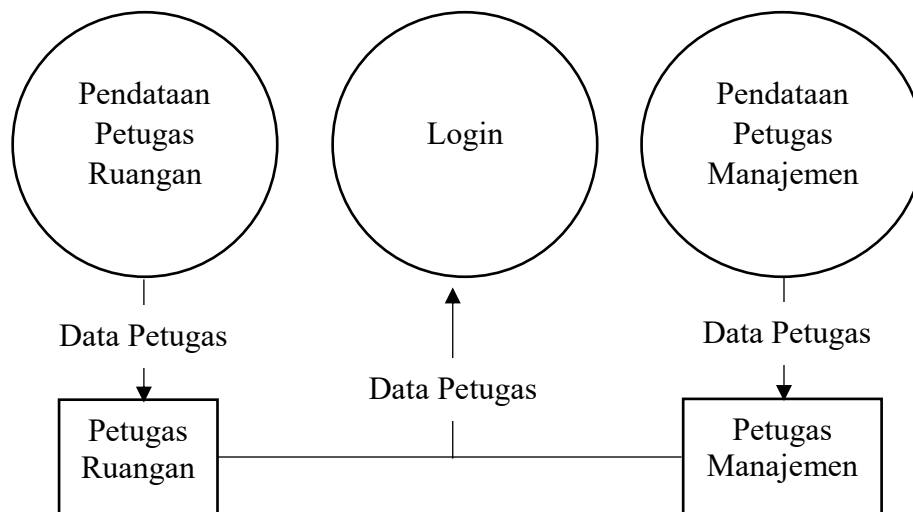 Pendataan
Petugas
Ruangan
Login
Pendataan
Petugas
Manajemen
Data Petugas
Data Petugas
Data Petugas
Petugas
Ruangan
Petugas
Manajemen